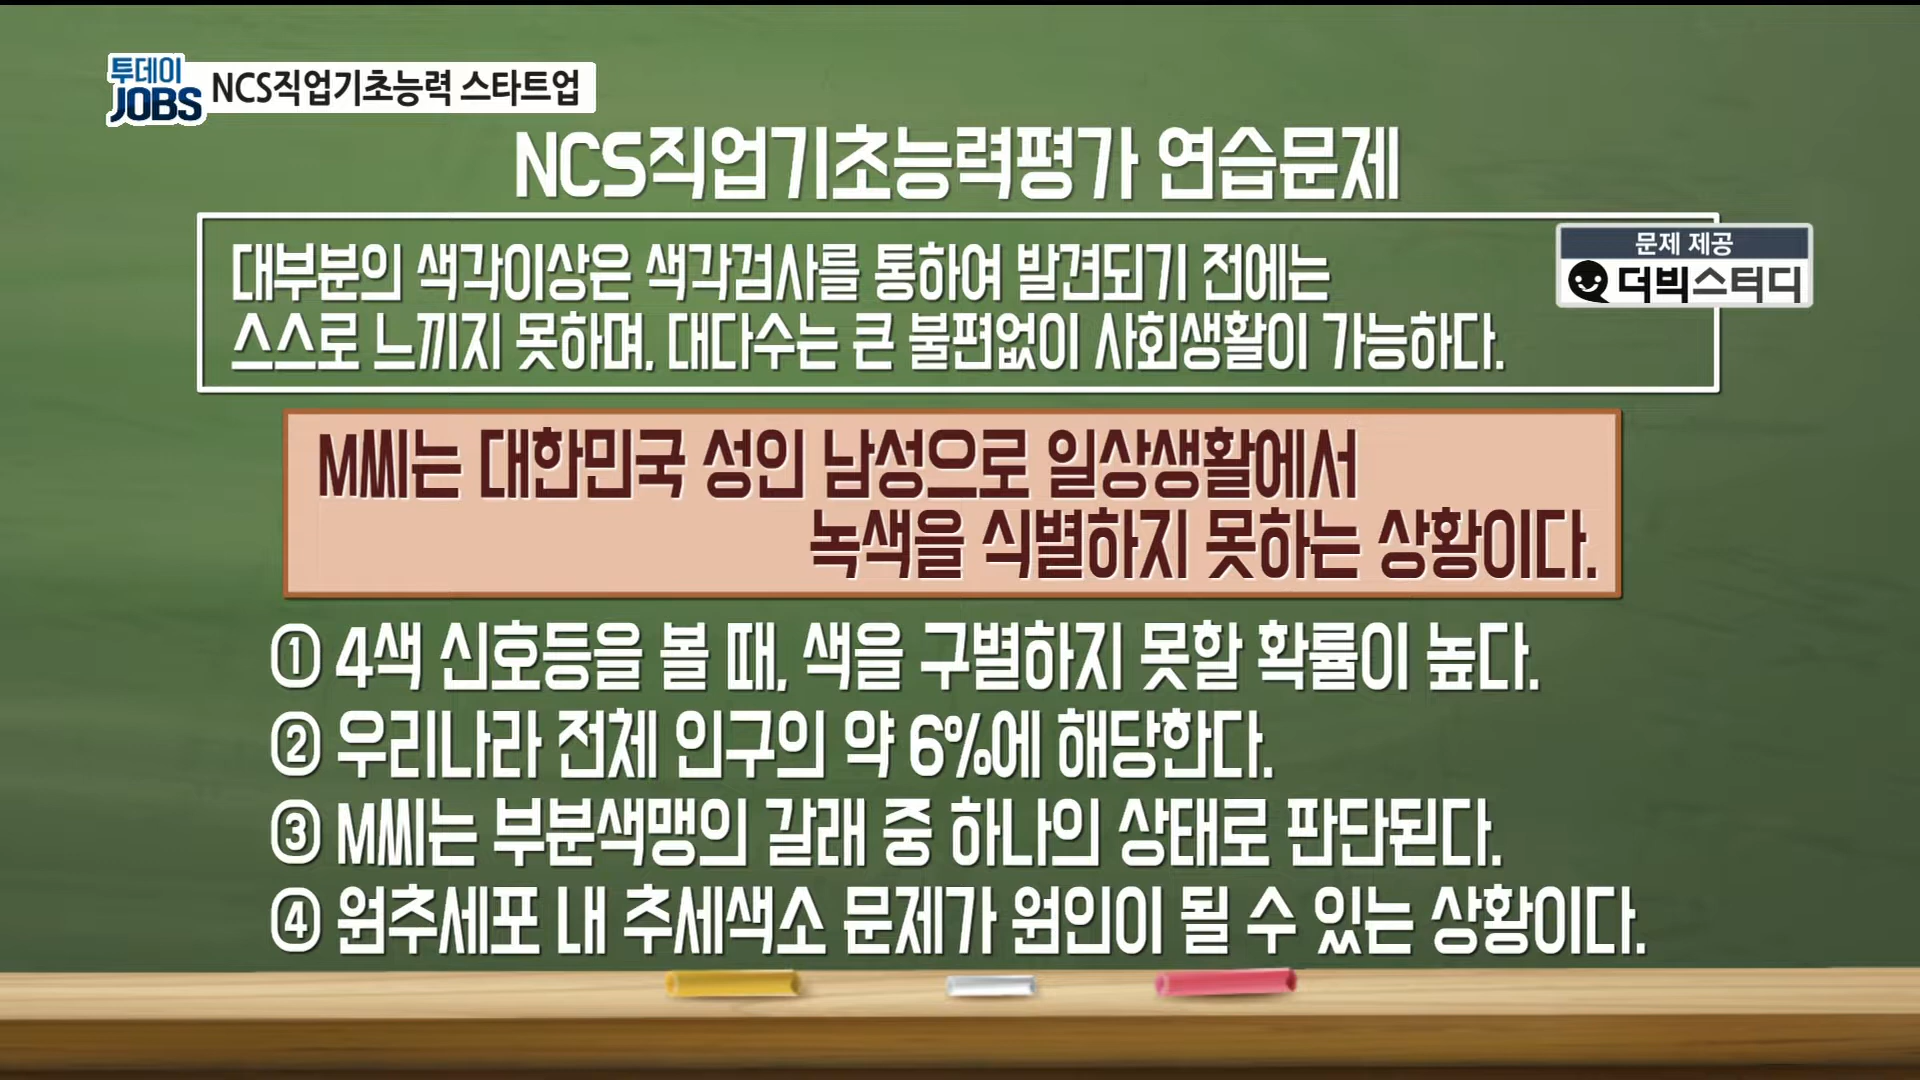 투데이
JOBS
NCS직업기초능력 스타트업
NCS직업기초능력평가 연습문제
문제 제공
더빅스터디
대부분의 색각이상은 색각검사를 통하여 발견되기 전에는
스스로 느끼지 못하며, 대다수는 큰 불편없이 사회생활이 가능하다.
M씨는 대한민국 성인 남성으로 일상생활에서
녹색을 식별하지 못하는 상황이다.
① 4색 신호등을 볼 때, 색을 구별하지 못할 확률이 높다.
② 우리나라 전체 인구의 약 6%에 해당한다.
③ M씨는 부분색맹의 갈래 중 하나의 상태로 판단된다.
④ 원추세포 내 추세색소 문제가 원인이 될 수 있는 상황이다.